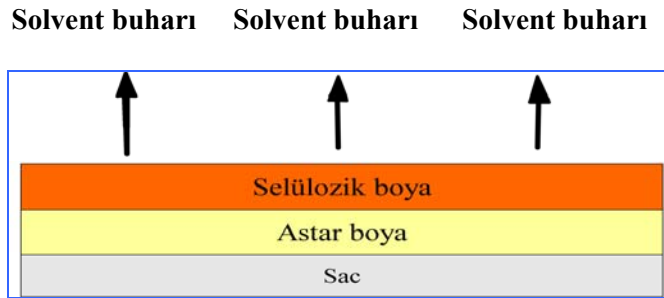 Solvent buharı Solvent buharı Solvent buharı
Selülozik boya
Astar boya
Sac